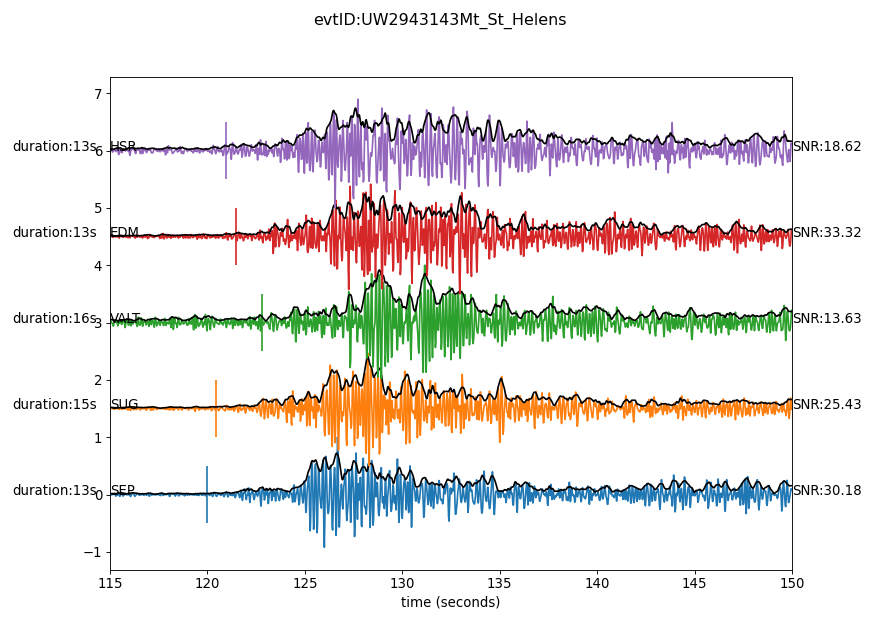 evtID:UW2943143Mt_St_Helens
7
duration:13s HSR SNR:18.62
6
5
duration:13s EDM SNR:33.32
4
duration:16s VALT SNR:13.63
3
2
duration:15s SUG SNR:25.43
1
duration:13s SEP SNR:30.18
0
−1
115 120 125 130 135 140 145 150
time (seconds)